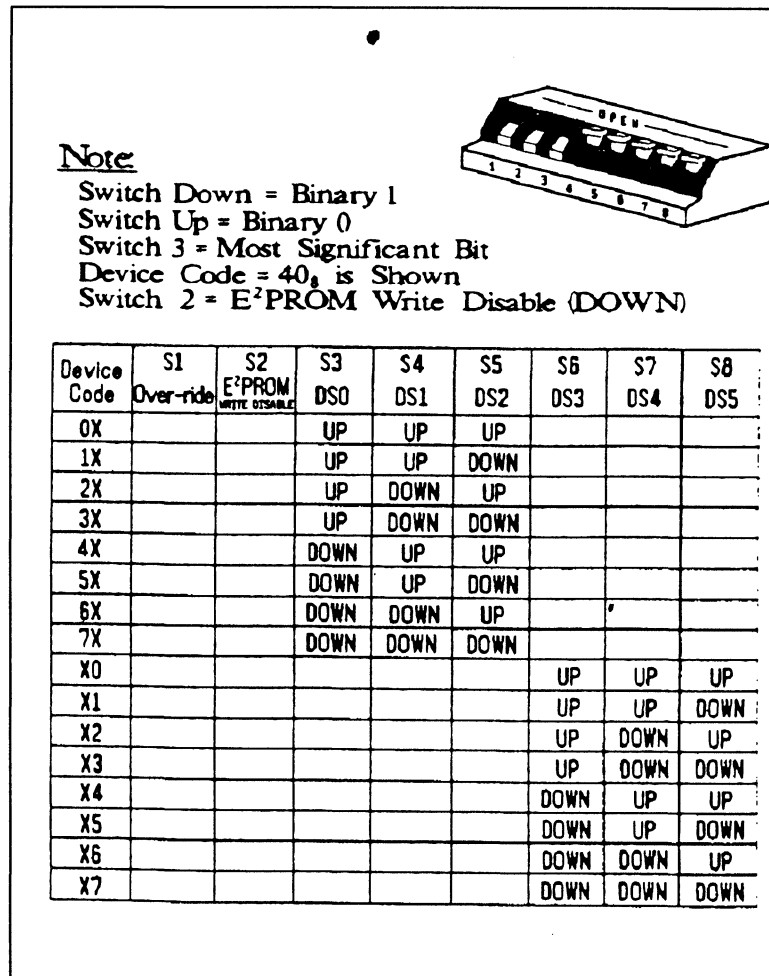 OPEN
1 2 3 4 5 6 7 8
Note
Switch Down = Binary 1
Switch Up = Binary 0
Switch 3 = Most Significant Bit
Device Code = 40₈ is Shown
Switch 2 = E²PROM Write Disable (DOWN)
Device Code S1 Over-ride S2 E²PROM WRITE DISABLE S3 DS0 S4 DS1 S5 DS2 S6 DS3 S7 DS4 S8 DS5
0X UP UP UP
1X UP UP DOWN
2X UP DOWN UP
3X UP DOWN DOWN
4X DOWN UP UP
5X DOWN UP DOWN
6X DOWN DOWN UP
7X DOWN DOWN DOWN
X0 UP UP UP
X1 UP UP DOWN
X2 UP DOWN UP
X3 UP DOWN DOWN
X4 DOWN UP UP
X5 DOWN UP DOWN
X6 DOWN DOWN UP
X7 DOWN DOWN DOWN